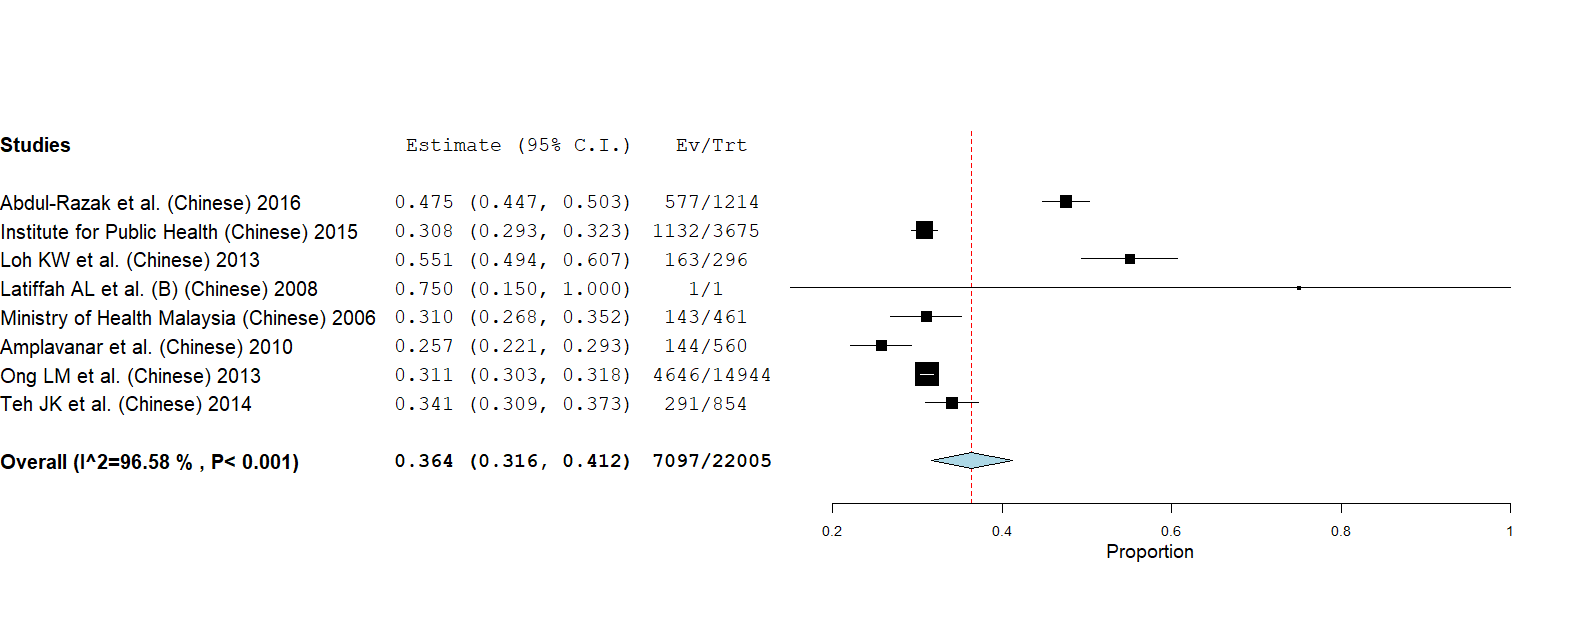 Studies Estimate (95% C.I.) Ev/Trt
Abdul-Razak et al. (Chinese) 2016 0.475 (0.447, 0.503) 577/1214
Institute for Public Health (Chinese) 2015 0.308 (0.293, 0.323) 1132/3675
Loh KW et al. (Chinese) 2013 0.551 (0.494, 0.607) 163/296
Latiffah AL et al. (B) (Chinese) 2008 0.750 (0.150, 1.000) 1/1
Ministry of Health Malaysia (Chinese) 2006 0.310 (0.268, 0.352) 143/461
Amplavanar et al. (Chinese) 2010 0.257 (0.221, 0.293) 144/560
Ong LM et al. (Chinese) 2013 0.311 (0.303, 0.318) 4646/14944
Teh JK et al. (Chinese) 2014 0.341 (0.309, 0.373) 291/854
Overall (I^2=96.58 % , P< 0.001) 0.364 (0.316, 0.412) 7097/22005
0.2 0.4 0.6 0.8 1
Proportion